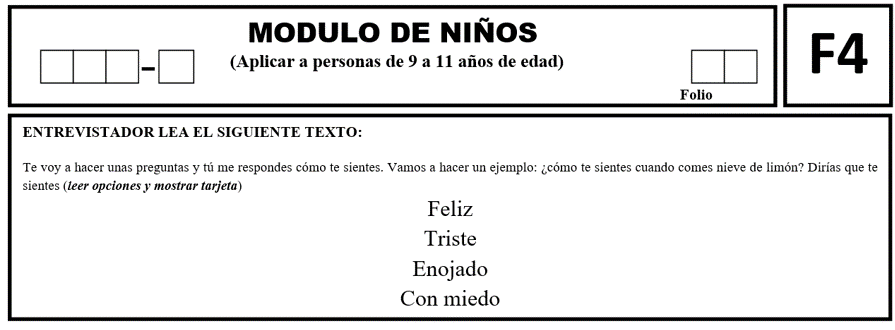 MODULO DE NIÑOS
(Aplicar a personas de 9 a 11 años de edad)
Folio
F4
ENTREVISTADOR LEA EL SIGUIENTE TEXTO:
Te voy a hacer unas preguntas y tú me respondes cómo te sientes. Vamos a hacer un ejemplo: ¿cómo te sientes cuando comes nieve de limón? Dirías que te
sientes (leer opciones y mostrar tarjeta)
Feliz
Triste
Enojado
Con miedo